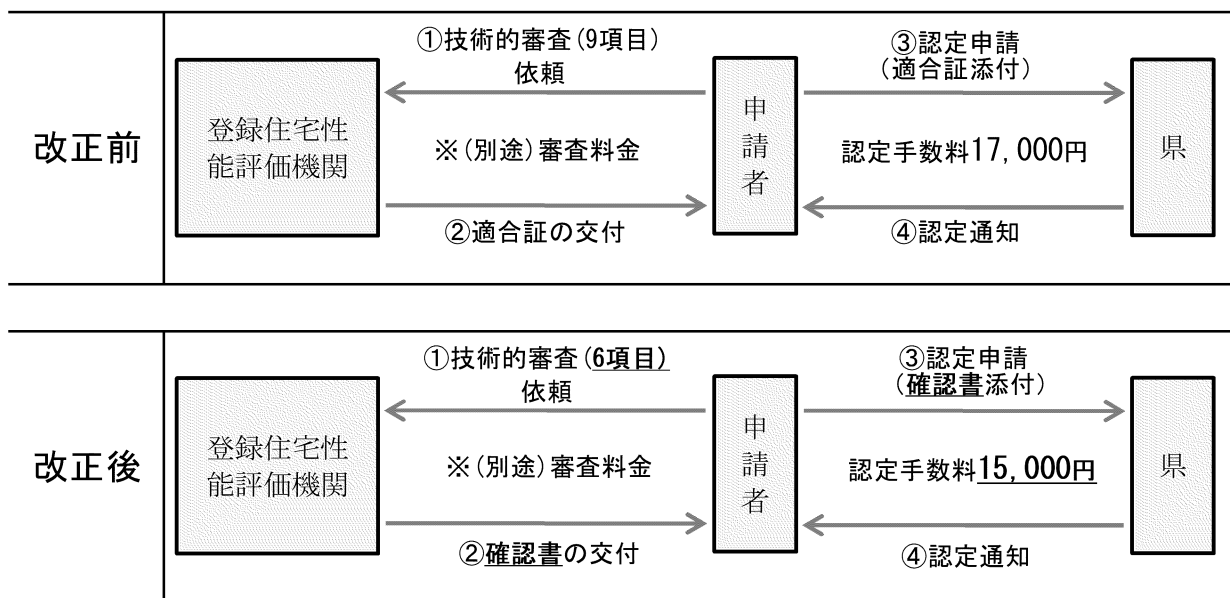 改正前
登録住宅性
能評価機関
①技術的審査(9項目)
依頼
※(別途)審査料金
②適合証の交付
申請者
③認定申請
(適合証添付)
認定手数料17,000円
④認定通知
県
改正後
登録住宅性
能評価機関
①技術的審査(6項目)
依頼
※(別途)審査料金
②確認書の交付
申請者
③認定申請
(確認書添付)
認定手数料15,000円
④認定通知
県